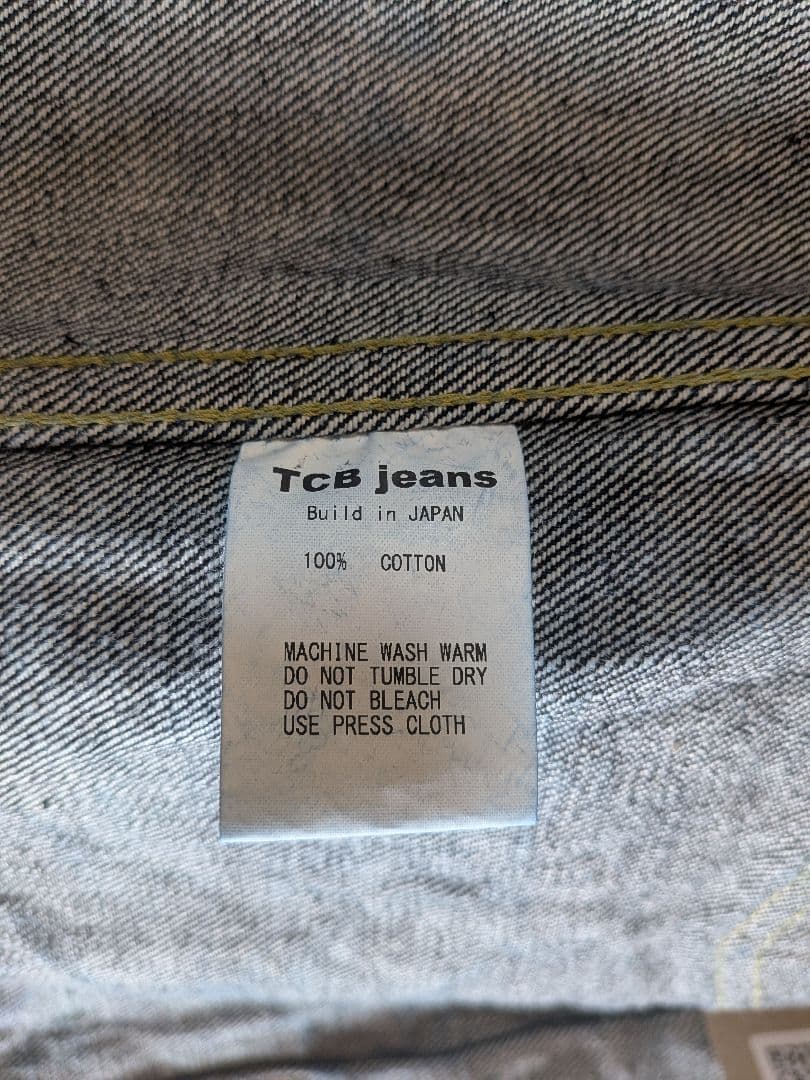 TcB jeans
Build in JAPAN
100% COTTON
MACHINE WASH WARM
DO NOT TUMBLE DRY
DO NOT BLEACH
USE PRESS CLOTH